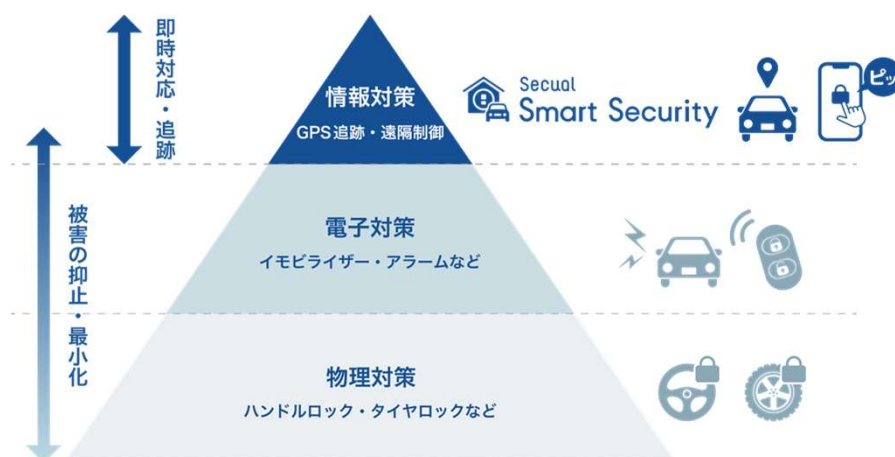 即時対応・追跡
情報対策
GPS追跡・遠隔制御
Secual
Smart Security
ピッ
被害の抑止・最小化
電子対策
イモビライザー・アラームなど
物理対策
ハンドルロック・タイヤロックなど